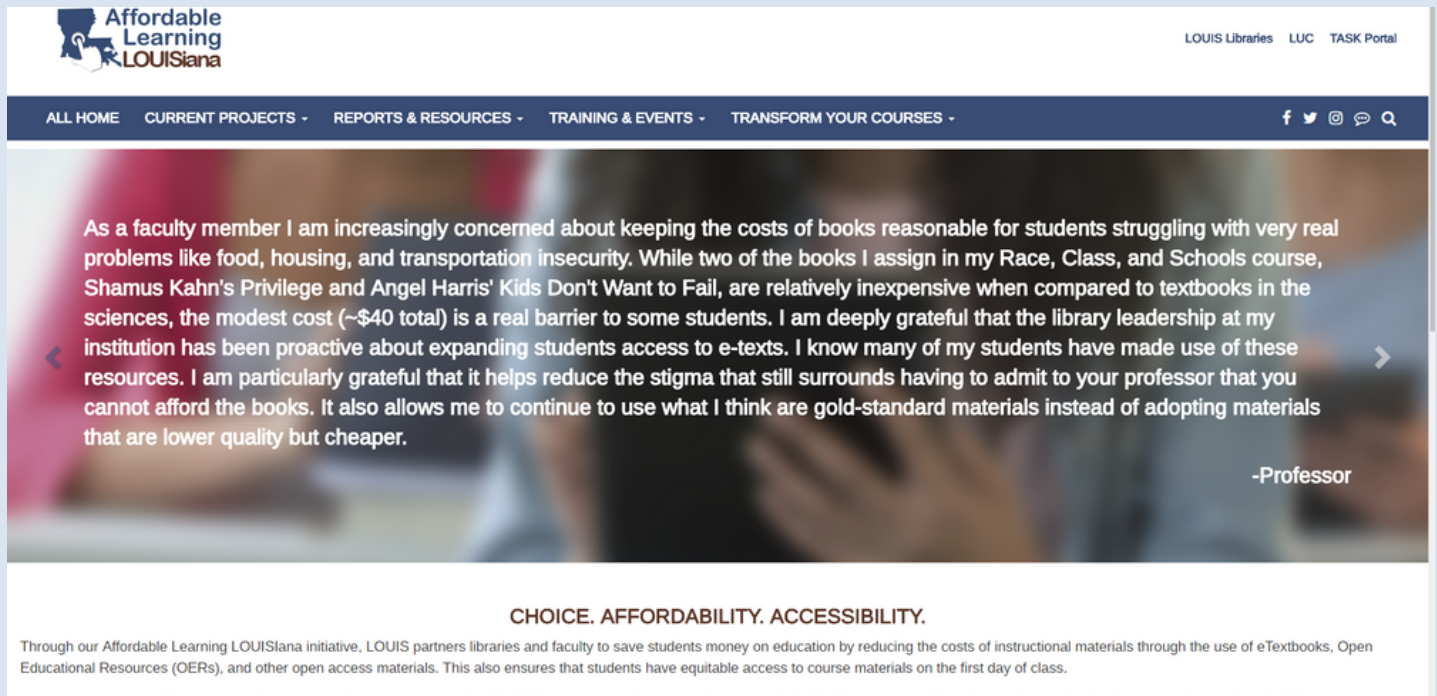 Affordable
Learning
LOUISiana
LOUIS Libraries LUC TASK Portal
ALL HOME CURRENT PROJECTS REPORTS & RESOURCES TRAINING & EVENTS TRANSFORM YOUR COURSES
As a faculty member I am increasingly concerned about keeping the costs of books reasonable for students struggling with very real
problems like food, housing, and transportation insecurity. While two of the books I assign in my Race, Class, and Schools course,
Shamus Kahn's Privilege and Angel Harris' Kids Don't Want to Fail, are relatively inexpensive when compared to textbooks in the
sciences, the modest cost (~$40 total) is a real barrier to some students. I am deeply grateful that the library leadership at my
institution has been proactive about expanding students access to e-texts. I know many of my students have made use of these
resources. I am particularly grateful that it helps reduce the stigma that still surrounds having to admit to your professor that you
cannot afford the books. It also allows me to continue to use what I think are gold-standard materials instead of adopting materials
that are lower quality but cheaper.
-Professor
CHOICE. AFFORDABILITY. ACCESSIBILITY.
Through our Affordable Learning LOUISIana initiative, LOUIS partners libraries and faculty to save students money on education by reducing the costs of instructional materials through the use of eTextbooks, Open
Educational Resources (OERs), and other open access materials. This also ensures that students have equitable access to course materials on the first day of class.